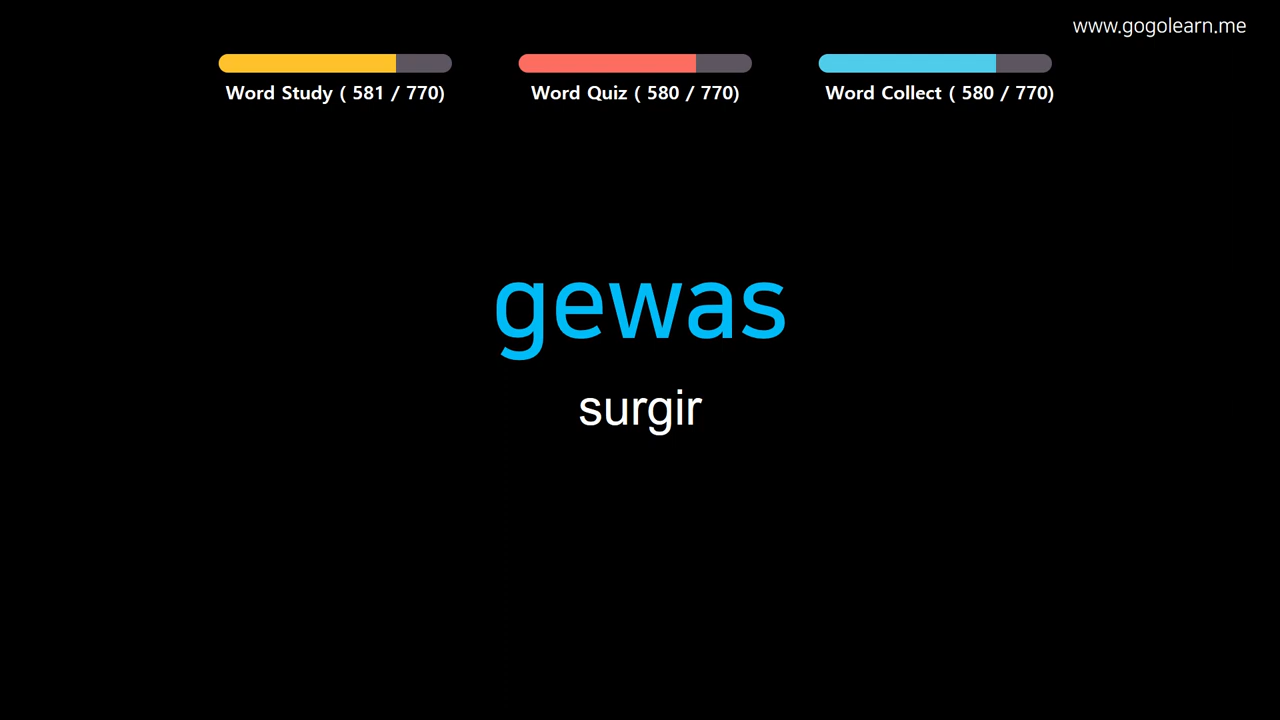 www.gogolearn.me
Word Study ( 581 / 770)
Word Quiz ( 580 / 770)
Word Collect ( 580 / 770)
gewas
surgir